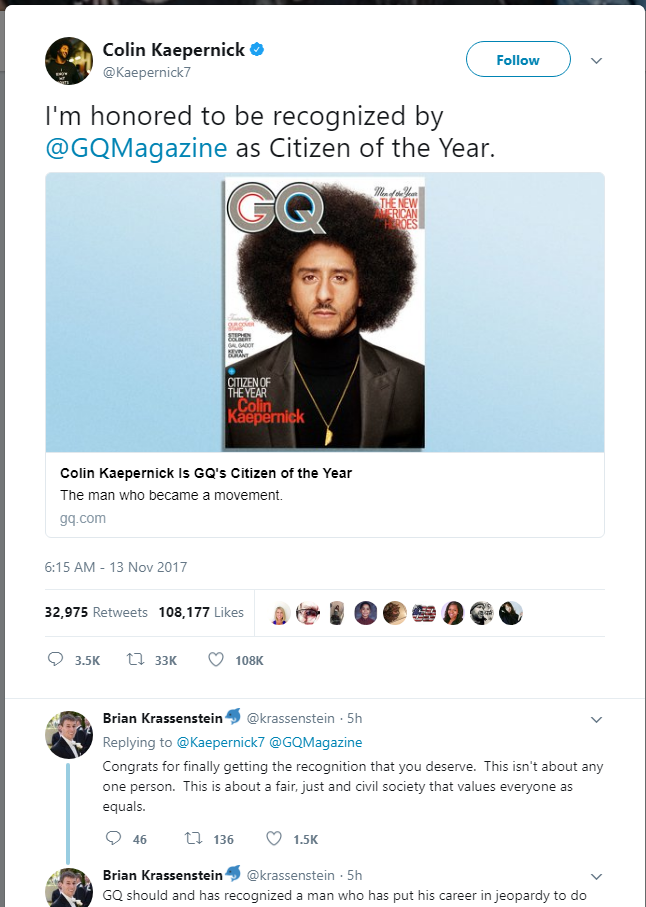 Colin Kaepernick
@Kaepernick7
Follow
I'm honored to be recognized by
@GQMagazine as Citizen of the Year.
GQ
Men of the Year
THE NEW
AMERICAN
HEROES
OUR COVER
STARS
STEPHEN
COLBERT
GAL GADOT
KEVIN
DURANT
CITIZEN OF
THE YEAR
Colin
Kaepernick
Colin Kaepernick Is GQ's Citizen of the Year
The man who became a movement.
gq.com
6:15 AM - 13 Nov 2017
32,975 Retweets 108,177 Likes
3.5K 33K 108K
Brian Krassenstein @krassenstein · 5h
Replying to @Kaepernick7 @GQMagazine
Congrats for finally getting the recognition that you deserve.  This isn't about any
one person.  This is about a fair, just and civil society that values everyone as
equals.
46 136 1.5K
Brian Krassenstein @krassenstein · 5h
GQ should and has recognized a man who has put his career in jeopardy to do